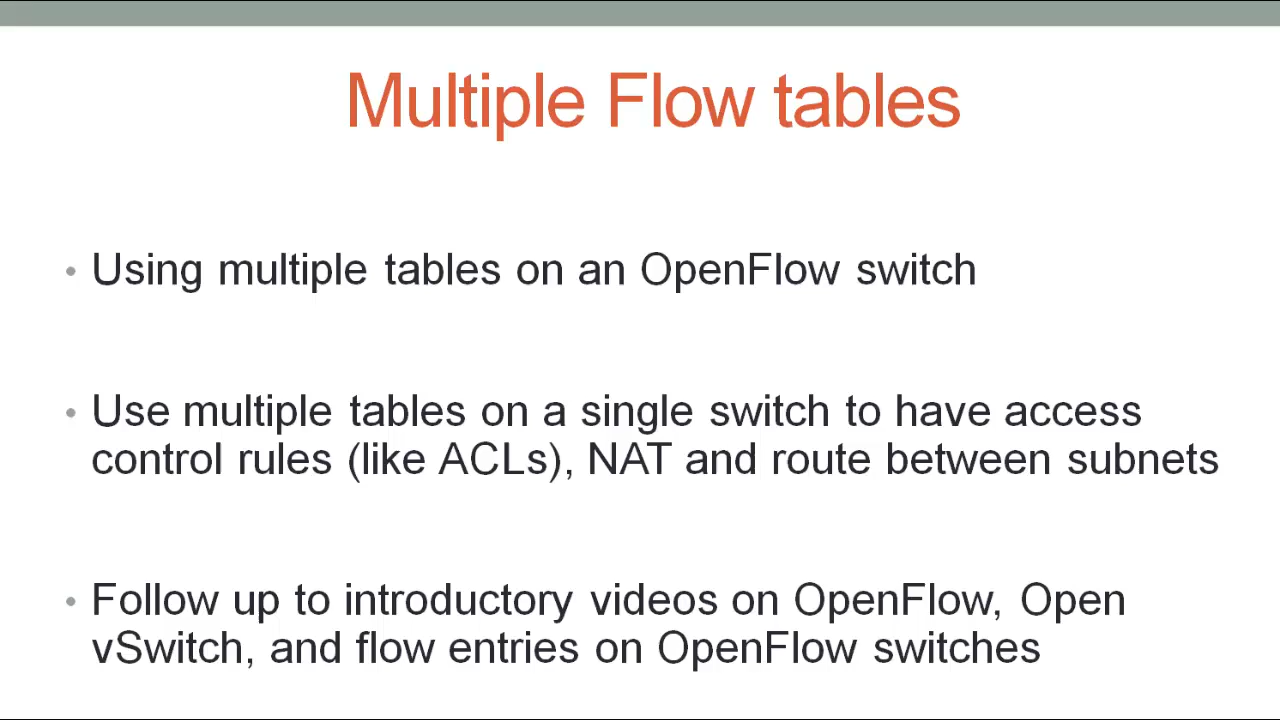 Multiple Flow tables
• Using multiple tables on an OpenFlow switch
• Use multiple tables on a single switch to have access
control rules (like ACLs), NAT and route between subnets
• Follow up to introductory videos on OpenFlow, Open
vSwitch, and flow entries on OpenFlow switches